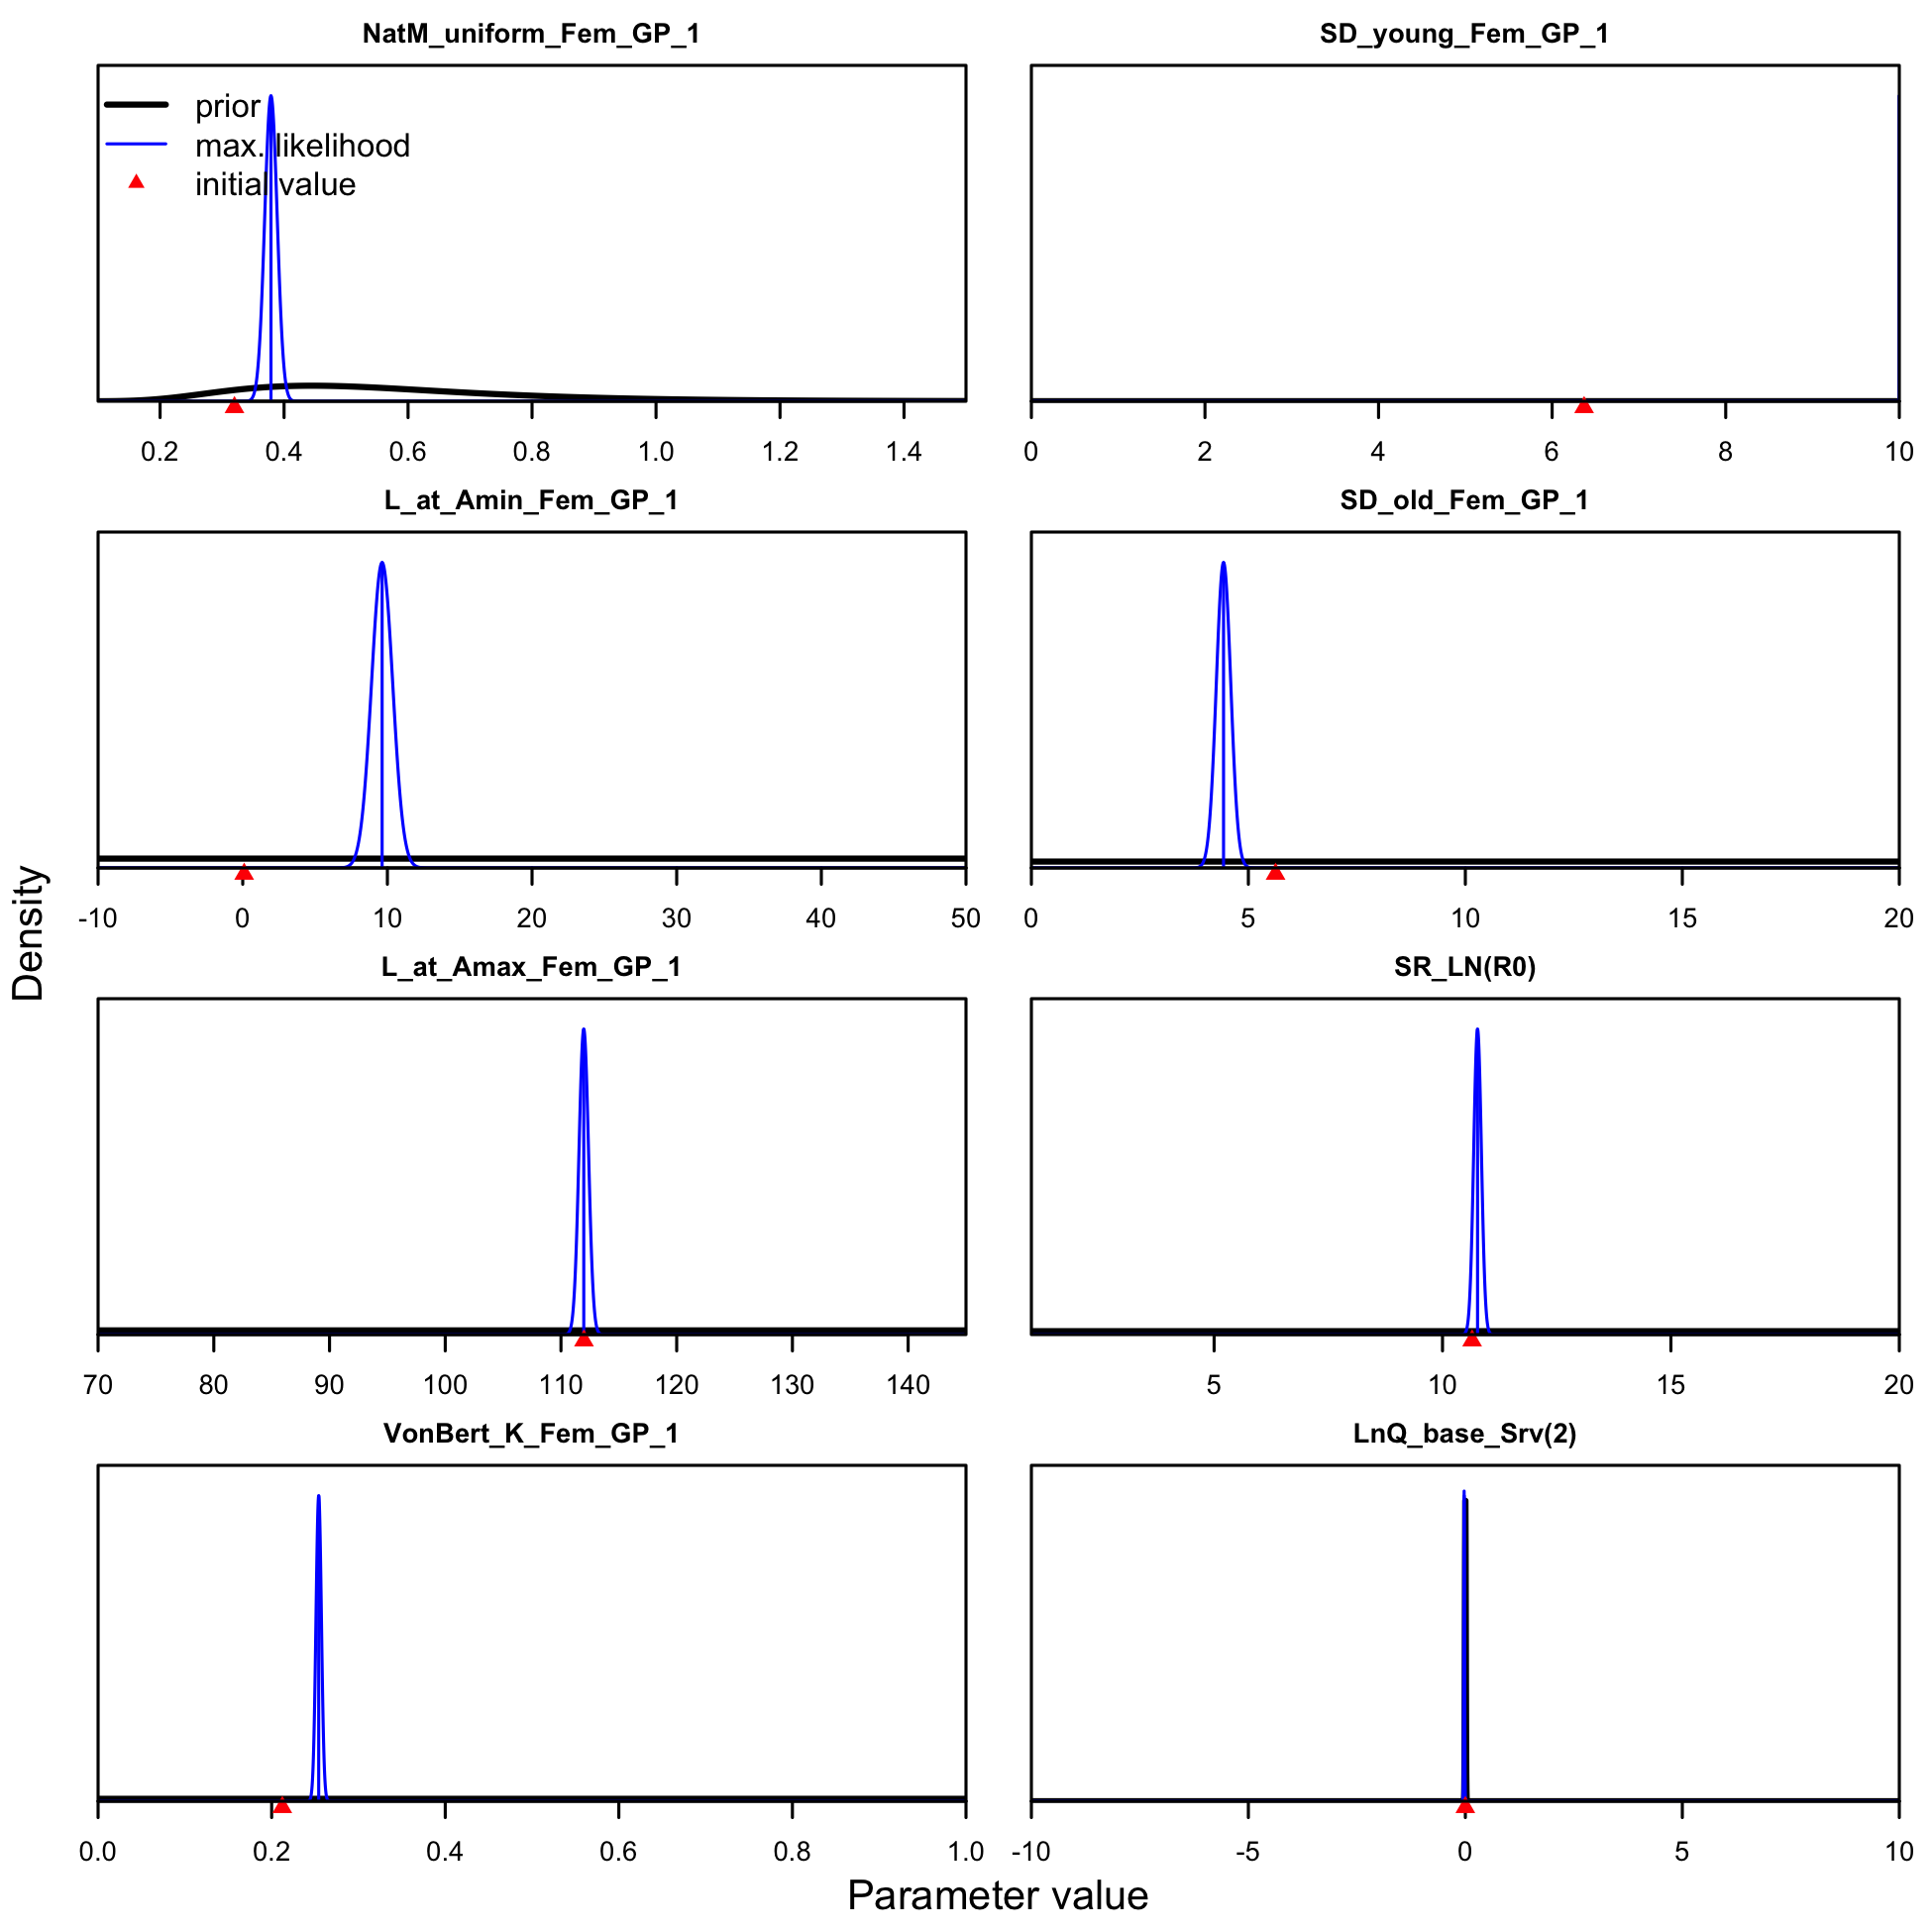 NatM_uniform_Fem_GP_1
prior
max. likelihood
initial value
0.2 0.4 0.6 0.8 1.0 1.2 1.4
SD_young_Fem_GP_1
0 2 4 6 8 10
L_at_Amin_Fem_GP_1
-10 0 10 20 30 40 50
SD_old_Fem_GP_1
0 5 10 15 20
L_at_Amax_Fem_GP_1
70 80 90 100 110 120 130 140
SR_LN(R0)
5 10 15 20
VonBert_K_Fem_GP_1
0.0 0.2 0.4 0.6 0.8 1.0
LnQ_base_Srv(2)
-10 -5 0 5 10
Density
Parameter value